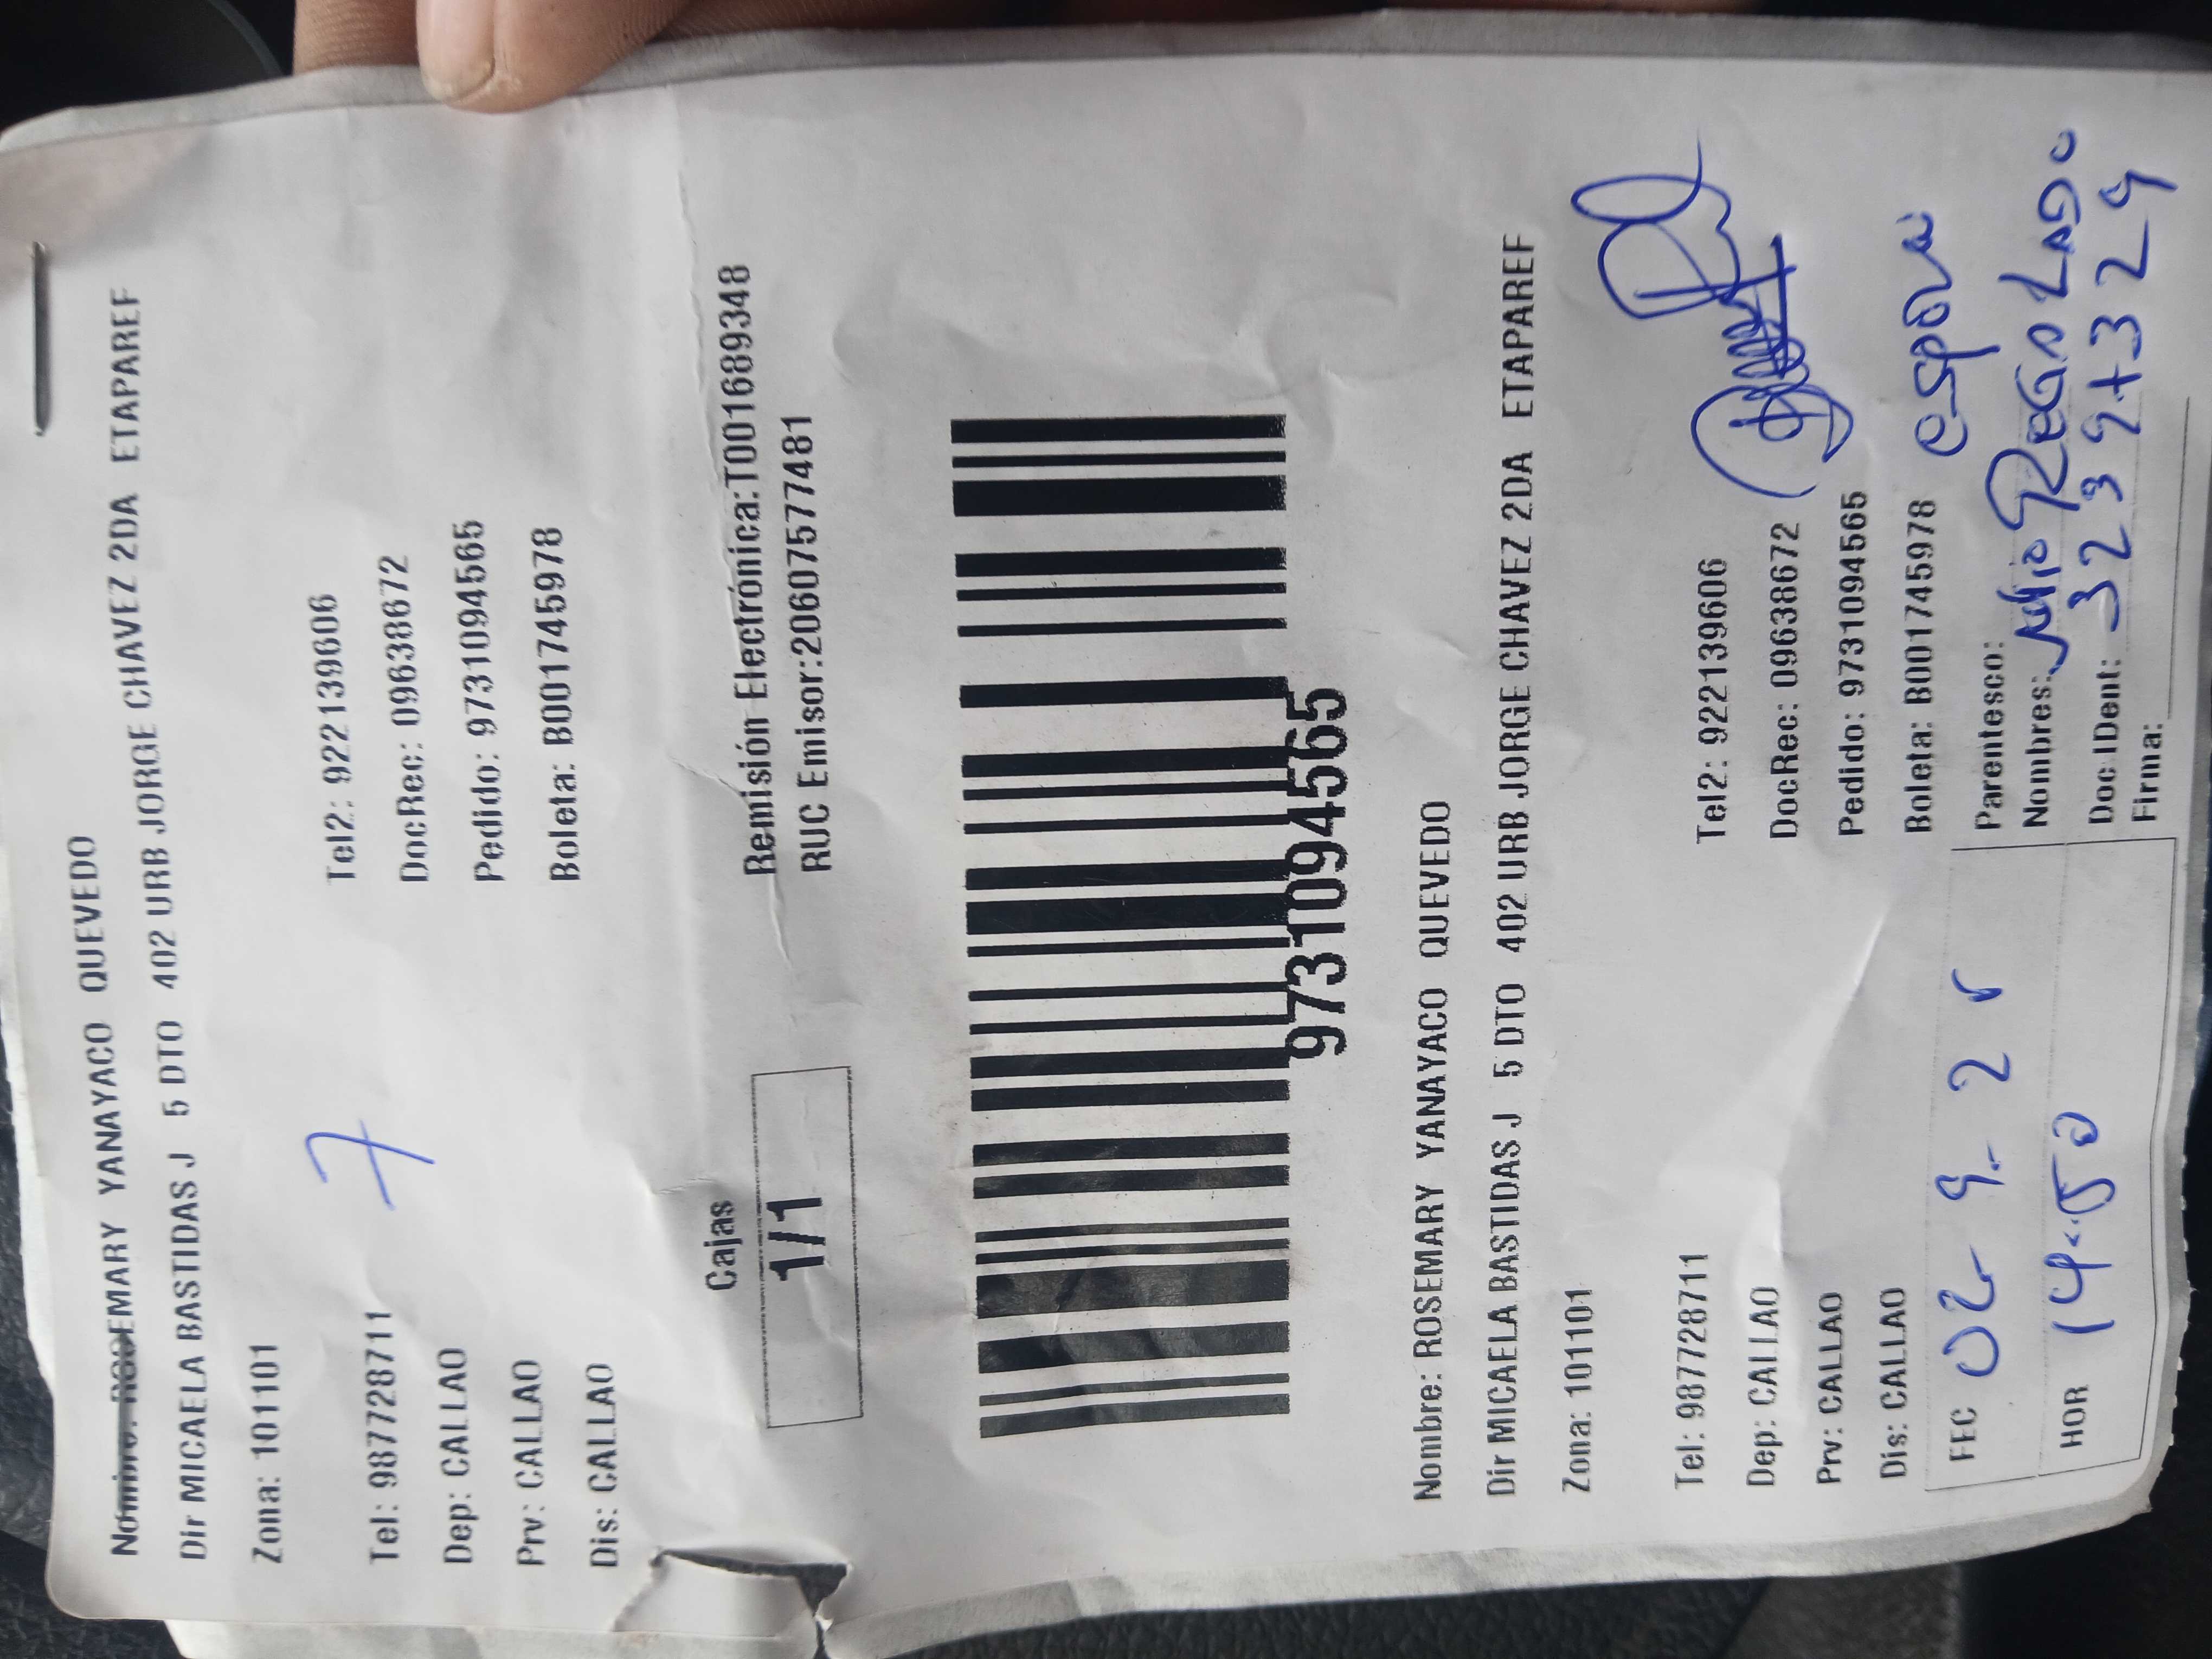 Nombre: ROSEMARY YANAYACO QUEVEDO
Dir MICAELA BASTIDAS J 5 DTO 402 URB JORGE CHAVEZ 2DA ETAPAREF
Zona: 101101
7
Tel: 987728711 Tel2: 922139606
Dep: CALLAO DocRec: 09638672
Prv: CALLAO Pedido: 9731094565
Dis: CALLAO Boleta: B001745978
Cajas Remisión Electrónica:T001689348
1/1 RUC Emisor:20607577481
9731094565
Nombre: ROSEMARY YANAYACO QUEVEDO
Dir MICAELA BASTIDAS J 5 DTO 402 URB JORGE CHAVEZ 2DA ETAPAREF
Zona: 101101
Tel: 987728711 Tel2: 922139606
Dep: CALLAO DocRec: 09638672
Prv: CALLAO Pedido: 9731094565
Dis: CALLAO Boleta: B001745978
FEC Parentesco:
Nombres: REGALADO
HOR 14:50 Doc IDent:
Firma: